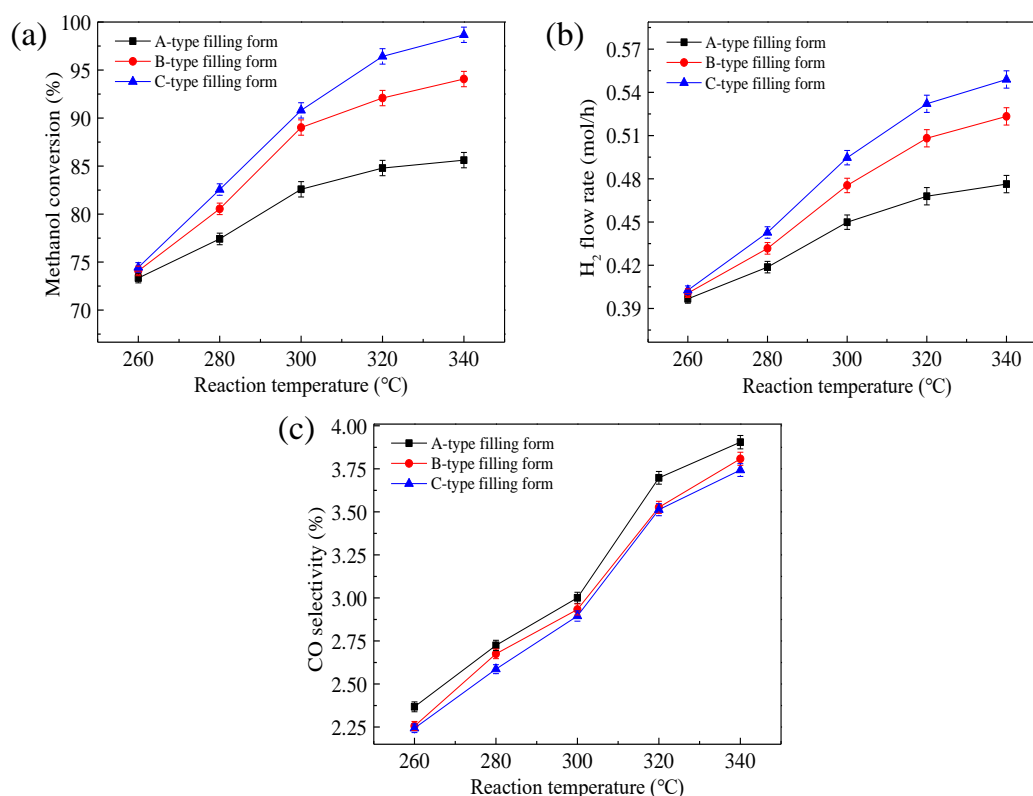 (a)
A-type filling form
B-type filling form
C-type filling form
Methanol conversion (%)
100
95
90
85
80
75
70
260 280 300 320 340
Reaction temperature (℃)
(b)
A-type filling form
B-type filling form
C-type filling form
H₂ flow rate (mol/h)
0.57
0.54
0.51
0.48
0.45
0.42
0.39
260 280 300 320 340
Reaction temperature (℃)
(c)
A-type filling form
B-type filling form
C-type filling form
CO selectivity (%)
4.00
3.75
3.50
3.25
3.00
2.75
2.50
2.25
260 280 300 320 340
Reaction temperature (℃)